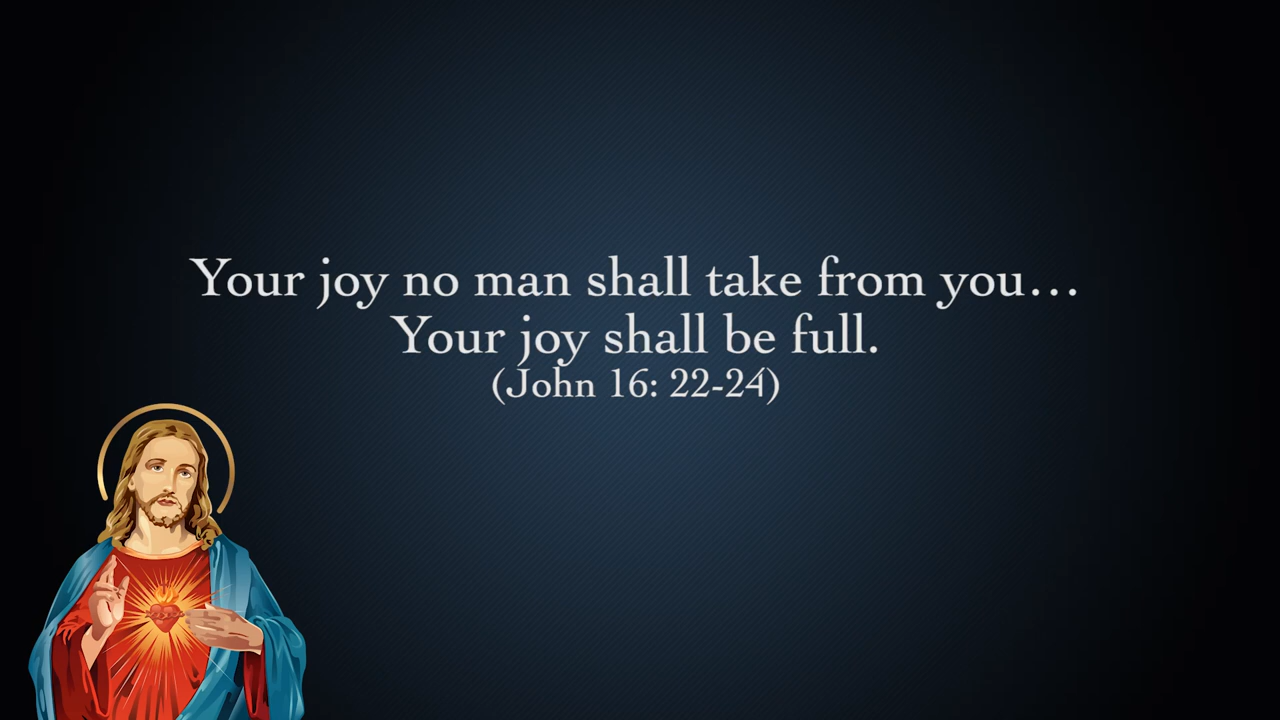 Your joy no man shall take from you…
Your joy shall be full.
(John 16: 22-24)